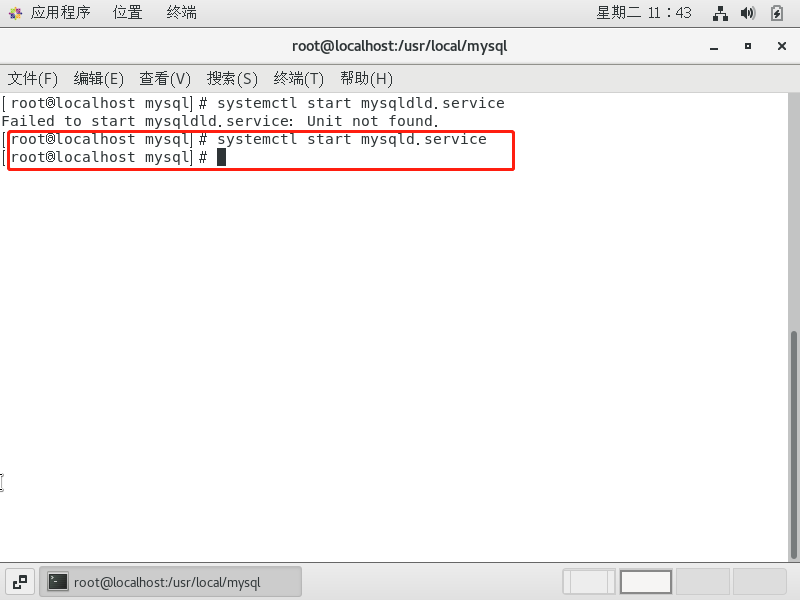 应用程序 位置 终端 星期二 11：43
root@localhost:/usr/local/mysql
文件(F) 编辑(E) 查看(V) 搜索(S) 终端(T) 帮助(H)
[root@localhost mysql]# systemctl start mysqldld.service
Failed to start mysqldld.service: Unit not found.
[root@localhost mysql]# systemctl start mysqld.service
[root@localhost mysql]#
root@localhost:/usr/local/mysql